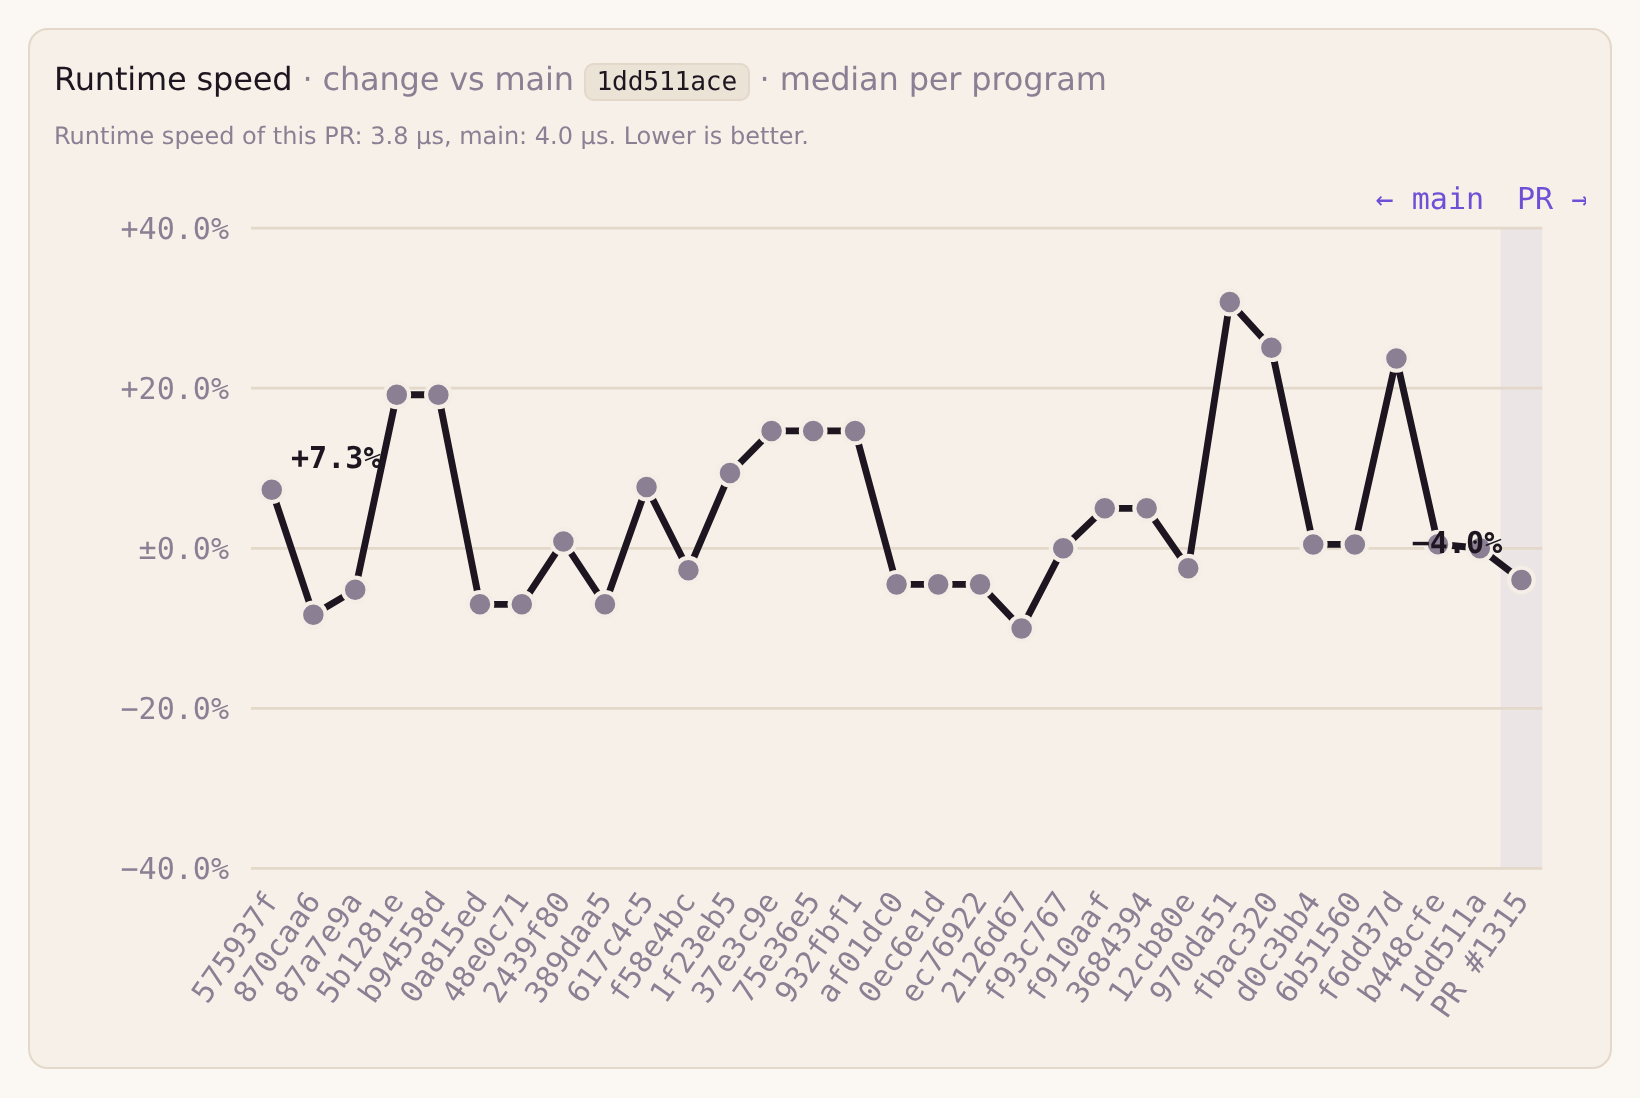 Runtime speed · change vs main 1dd511ace · median per program
Runtime speed of this PR: 3.8 µs, main: 4.0 µs. Lower is better.
← main PR →
+40.0%
+20.0%
+7.3%
±0.0%
−4.0%
−20.0%
−40.0%
575937f
870caa6
87a7e9a
5b1281e
b94558d
0a815ed
48e0c71
2439f80
389daa5
617c4c5
f58e4bc
1f23eb5
37e3c9e
75e36e5
932fbf1
af01dc0
0ec6e1d
ec76922
2126d67
f93c767
f910aaf
3684394
12cb80e
970da51
fbac320
d0c3bb4
6b51560
f6dd37d
b448cfe
1dd511a
PR #1315